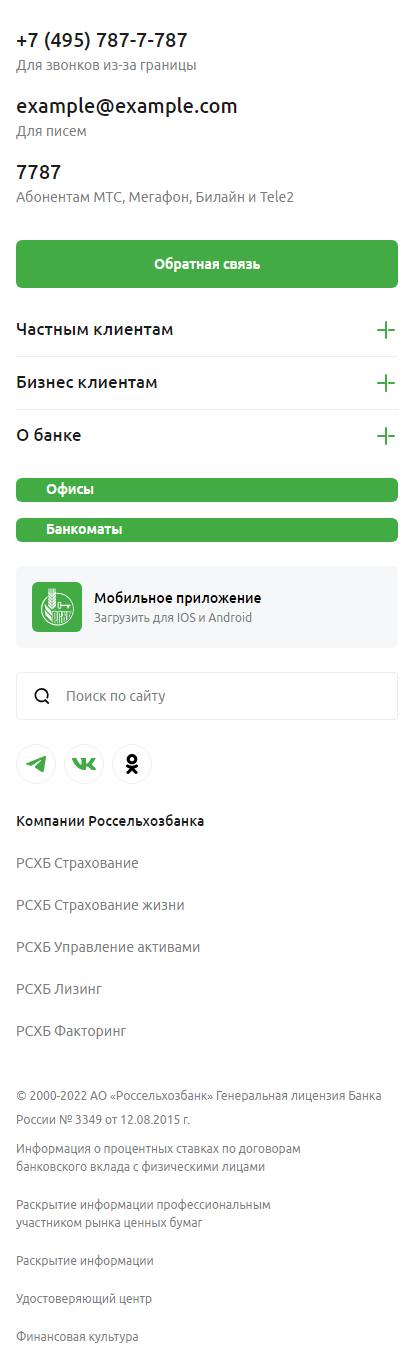 +7 (495) 787-7-787
Для звонков из-за границы
example@example.com
Для писем
7787
Абонентам МТС, Мегафон, Билайн и Tele2
Обратная связь
Частным клиентам
Бизнес клиентам
О банке
Офисы
Банкоматы
Мобильное приложение
Загрузить для IOS и Android
Поиск по сайту
Компании Россельхозбанка
РСХБ Страхование
РСХБ Страхование жизни
РСХБ Управление активами
РСХБ Лизинг
РСХБ Факторинг
© 2000-2022 АО «Россельхозбанк» Генеральная лицензия Банка
России № 3349 от 12.08.2015 г.
Информация о процентных ставках по договорам
банковского вклада с физическими лицами
Раскрытие информации профессиональным
участником рынка ценных бумаг
Раскрытие информации
Удостоверяющий центр
Финансовая культура